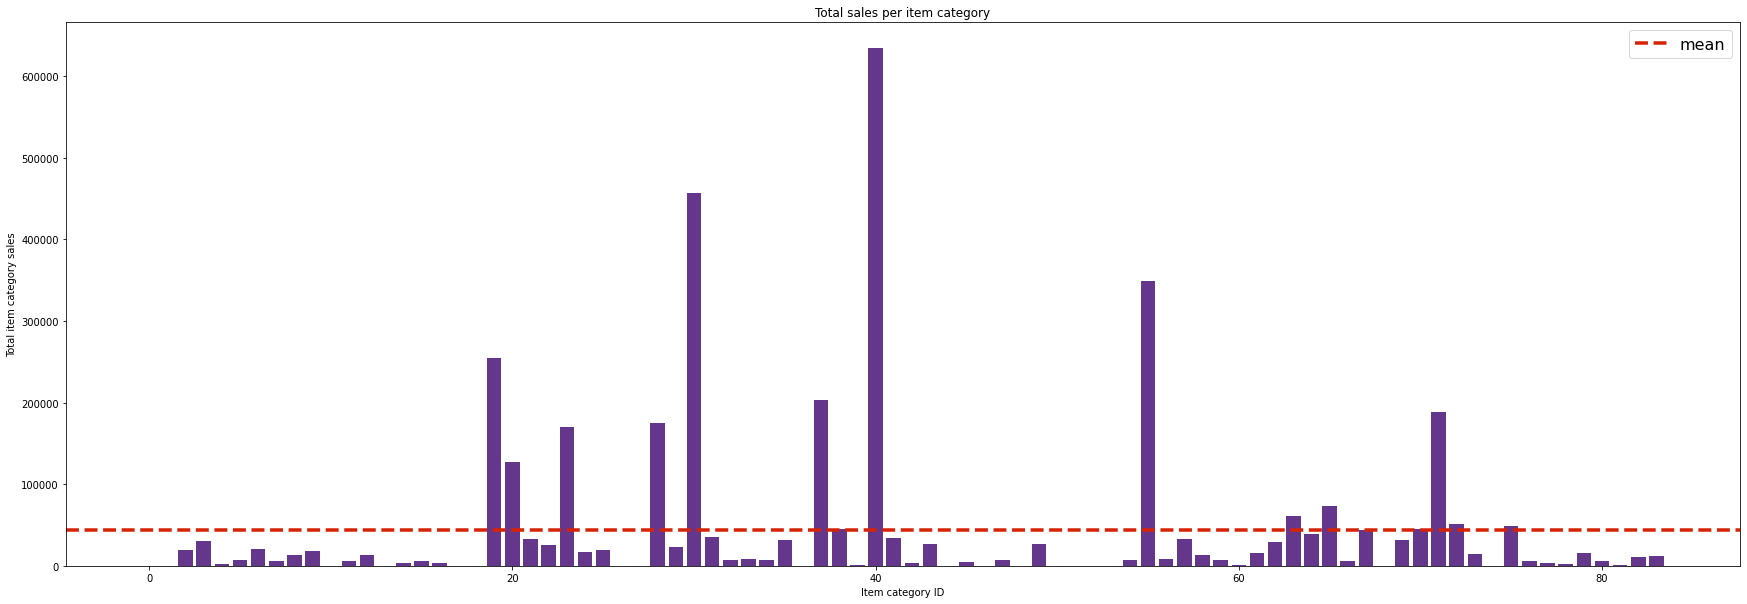 Total sales per item category
mean
Total item category sales
600000
500000
400000
300000
200000
100000
0
0 20 40 60 80
Item category ID